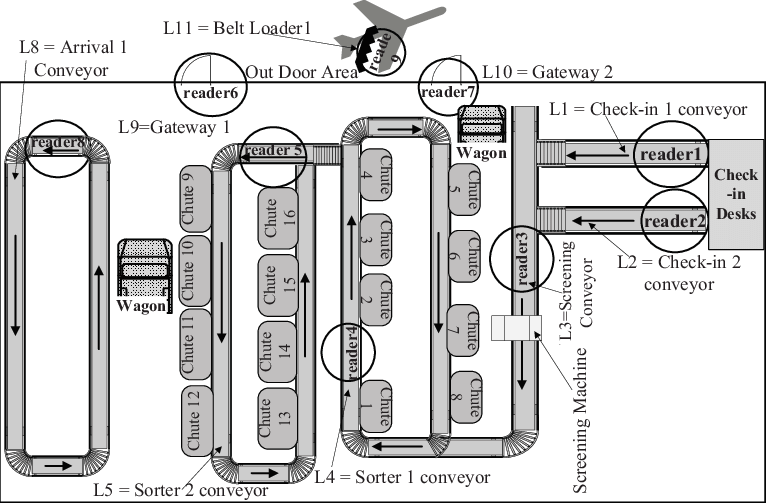 L11 = Belt Loader1
reade
9
L8 = Arrival 1
Conveyor
Out Door Area
L10 = Gateway 2
reader6
reader7
L9=Gateway 1
L1 = Check-in 1 conveyor
reader8
reader 5
Wagon
reader1
Check
-in
Desks
reader2
L2 = Check-in 2
conveyor
reader3
L3=Screening
Conveyor
Screening Machine
Chute 9
Chute 10
Chute 11
Chute 12
Chute
16
Chute
15
Chute
14
Chute
13
Chute
4
Chute
3
Chute
2
Chute
1
Chute
5
Chute
6
Chute
7
Chute
8
Wagon
reader4
L4 = Sorter 1 conveyor
L5 = Sorter 2 conveyor